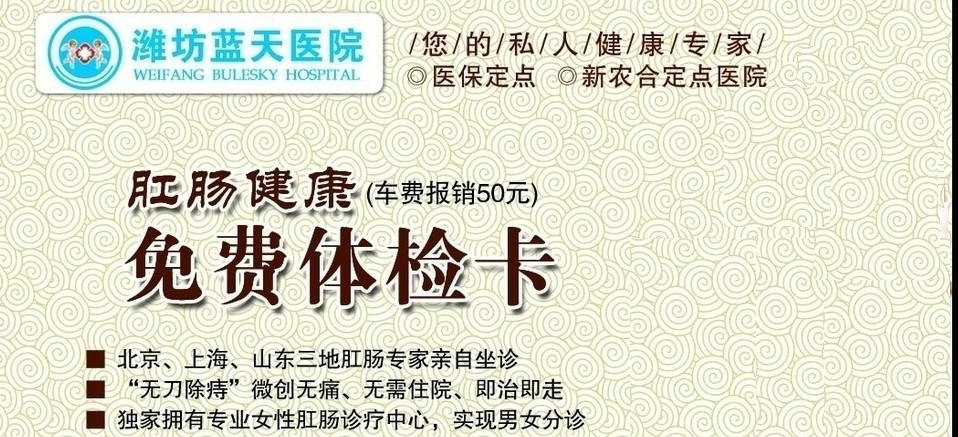 潍坊蓝天医院
WEIFANG BULESKY HOSPITAL
/您/的/私/人/健/康/专/家/
◎医保定点 ◎新农合定点医院
肛肠健康 (车费报销50元)
免费体检卡
■ 北京、上海、山东三地肛肠专家亲自坐诊
■ “无刀除痔”微创无痛、无需住院、即治即走
■ 独家拥有专业女性肛肠诊疗中心，实现男女分诊